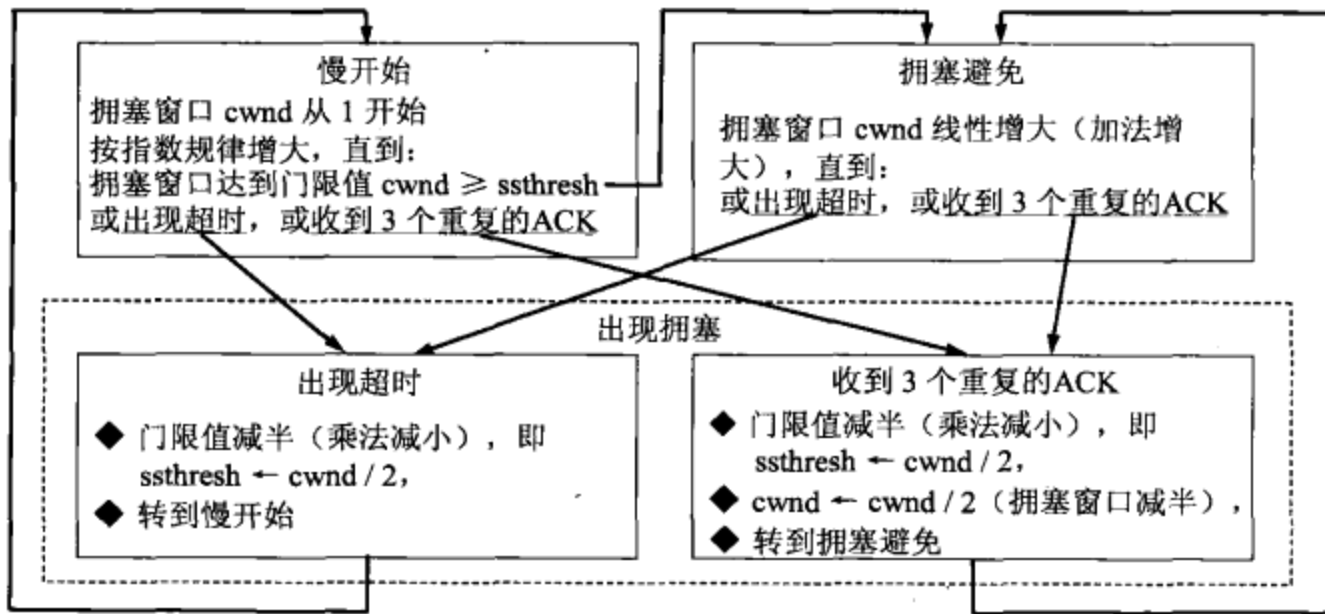 慢开始
拥塞窗口 cwnd 从 1 开始
按指数规律增大，直到：
拥塞窗口达到门限值 cwnd ≥ ssthresh
或出现超时，或收到 3 个重复的ACK
拥塞避免
拥塞窗口 cwnd 线性增大（加法增
大），直到：
或出现超时，或收到 3 个重复的ACK
出现拥塞
出现超时
◆ 门限值减半（乘法减小），即
ssthresh ← cwnd / 2，
◆ 转到慢开始
收到 3 个重复的ACK
◆ 门限值减半（乘法减小），即
ssthresh ← cwnd / 2，
◆ cwnd ← cwnd / 2（拥塞窗口减半），
◆ 转到拥塞避免